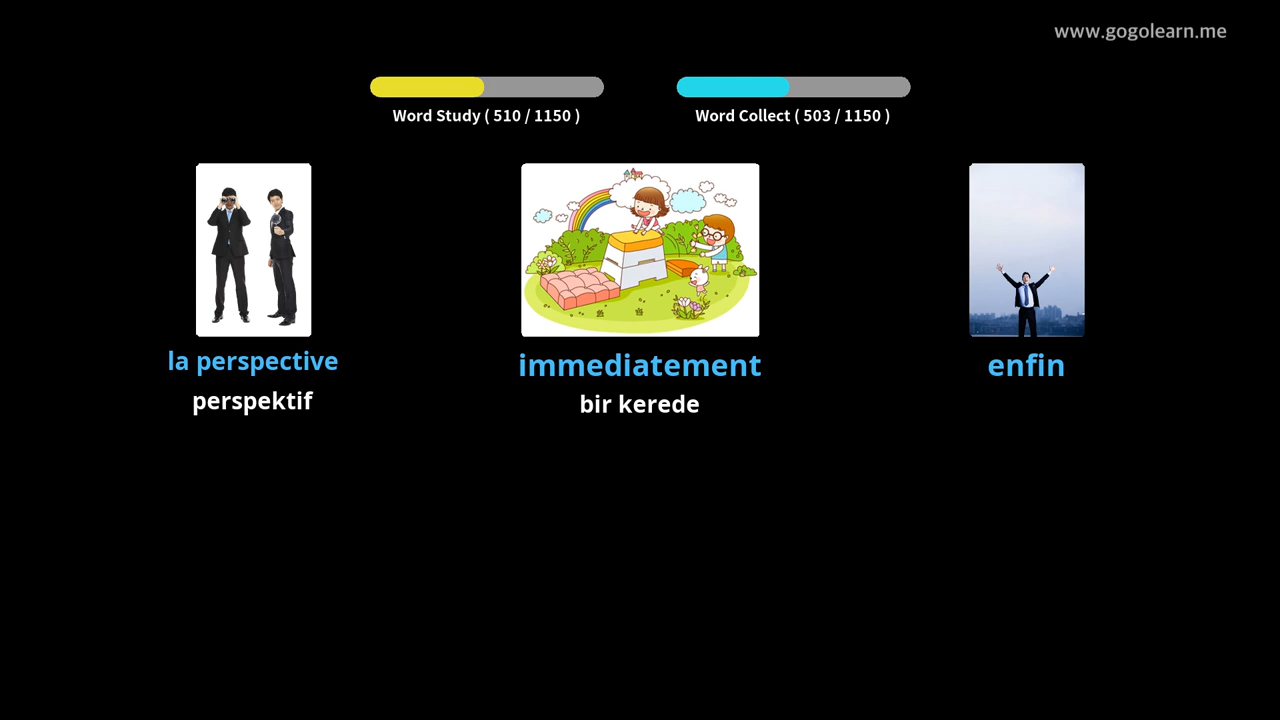 www.gogolearn.me
Word Study ( 510 / 1150 )
Word Collect ( 503 / 1150 )
la perspective
perspektif
immediatement
bir kerede
enfin